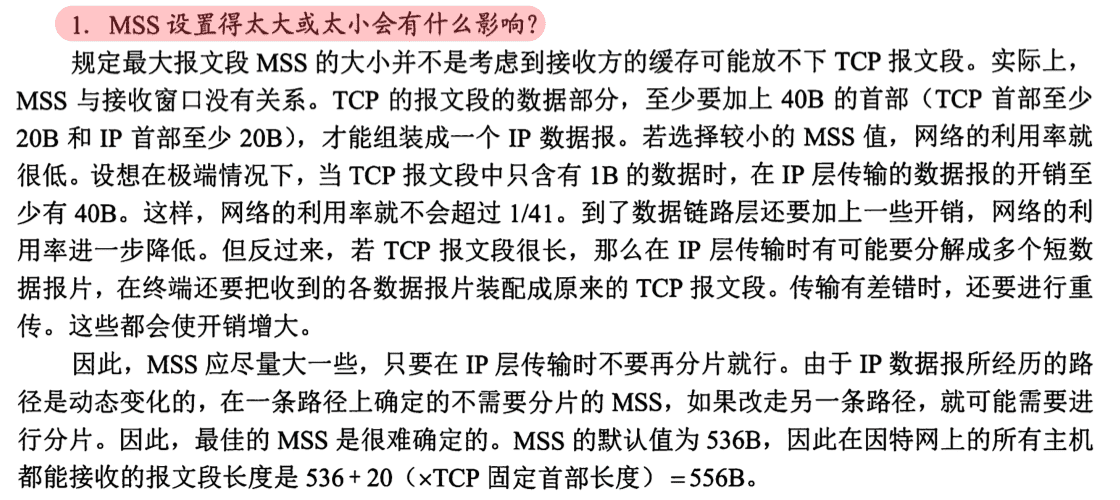 1. MSS 设置得太大或太小会有什么影响？
规定最大报文段 MSS 的大小并不是考虑到接收方的缓存可能放不下 TCP 报文段。实际上，
MSS 与接收窗口没有关系。TCP 的报文段的数据部分，至少要加上 40B 的首部（TCP 首部至少
20B 和 IP 首部至少 20B），才能组装成一个 IP 数据报。若选择较小的 MSS 值，网络的利用率就
很低。设想在极端情况下，当 TCP 报文段中只含有 1B 的数据时，在 IP 层传输的数据报的开销至
少有 40B。这样，网络的利用率就不会超过 1/41。到了数据链路层还要加上一些开销，网络的利
用率进一步降低。但反过来，若 TCP 报文段很长，那么在 IP 层传输时有可能要分解成多个短数
据报片，在终端还要把收到的各数据报片装配成原来的 TCP 报文段。传输有差错时，还要进行重
传。这些都会使开销增大。
因此，MSS 应尽量大一些，只要在 IP 层传输时不要再分片就行。由于 IP 数据报所经历的路
径是动态变化的，在一条路径上确定的不需要分片的 MSS，如果改走另一条路径，就可能需要进
行分片。因此，最佳的 MSS 是很难确定的。MSS 的默认值为 536B，因此在因特网上的所有主机
都能接收的报文段长度是 536 + 20（×TCP 固定首部长度）=556B。